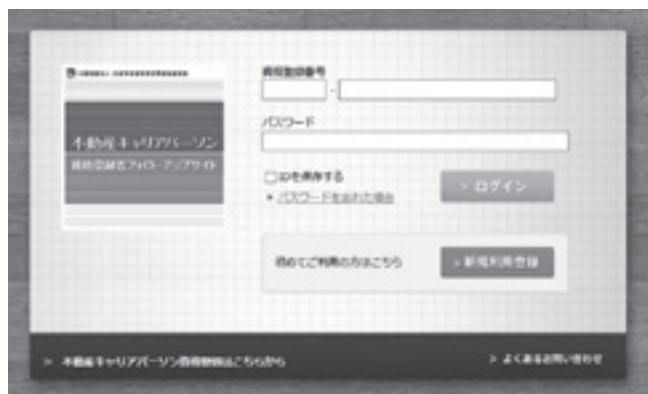 資格登録番号
-
パスワード
不動産キャリアパーソン
資格登録者フォローアップサイト
□IDを保存する
パスワードを忘れた場合
> ログイン
初めてご利用の方はこちら
> 新規利用登録
> 不動産キャリアパーソン資格登録はこちらから
> よくあるお問い合わせ